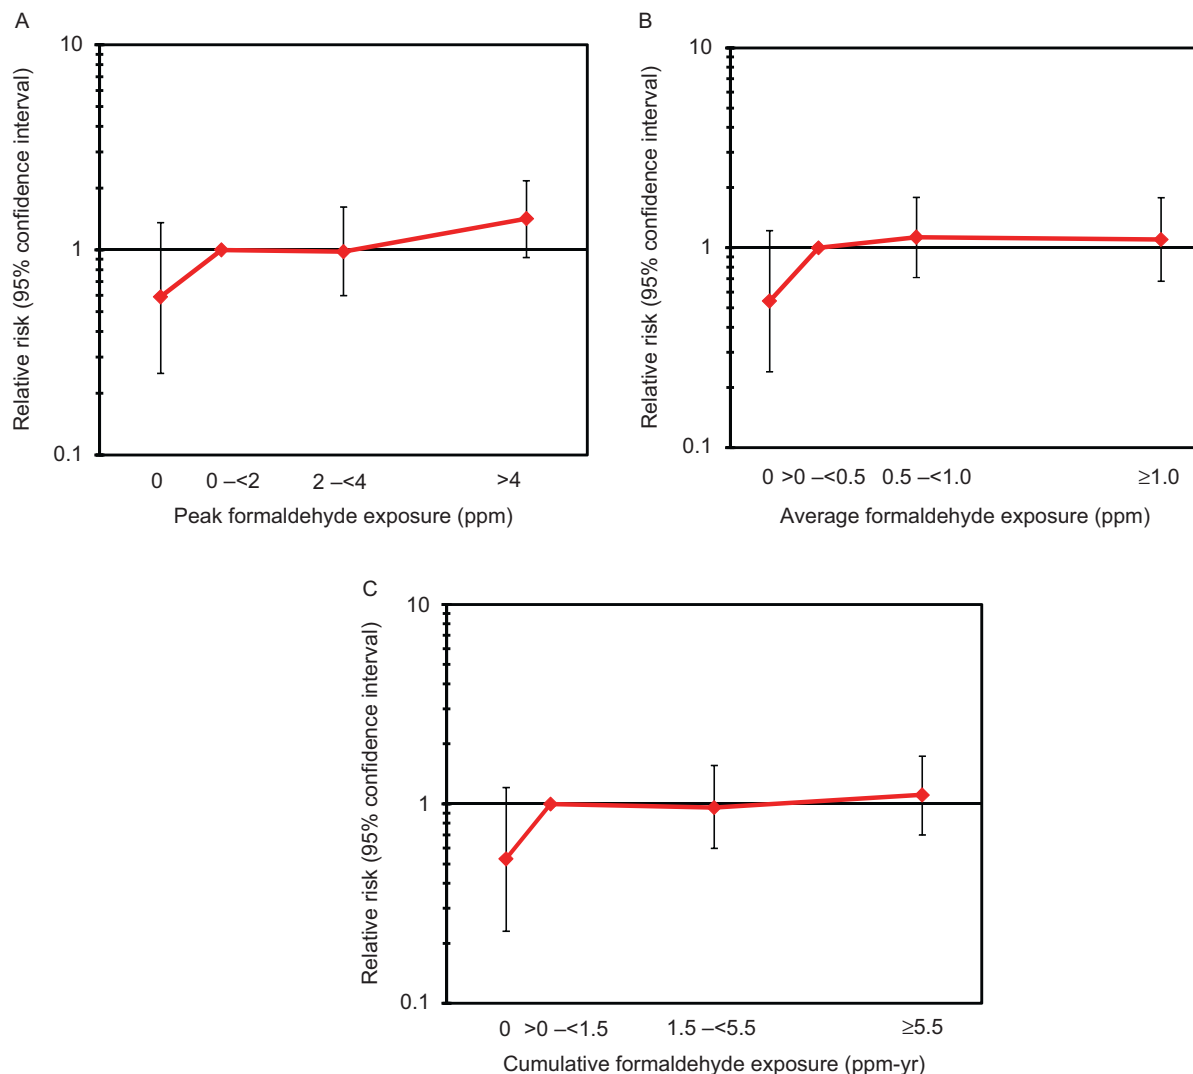 A
10
1
0.1
Relative risk (95% confidence interval)
0
0 –<2
2 –<4
>4
Peak formaldehyde exposure (ppm)
B
10
1
0.1
Relative risk (95% confidence interval)
0
>0 –<0.5
0.5 –<1.0
≥1.0
Average formaldehyde exposure (ppm)
C
10
1
0.1
Relative risk (95% confidence interval)
0
>0 –<1.5
1.5 –<5.5
≥5.5
Cumulative formaldehyde exposure (ppm-yr)